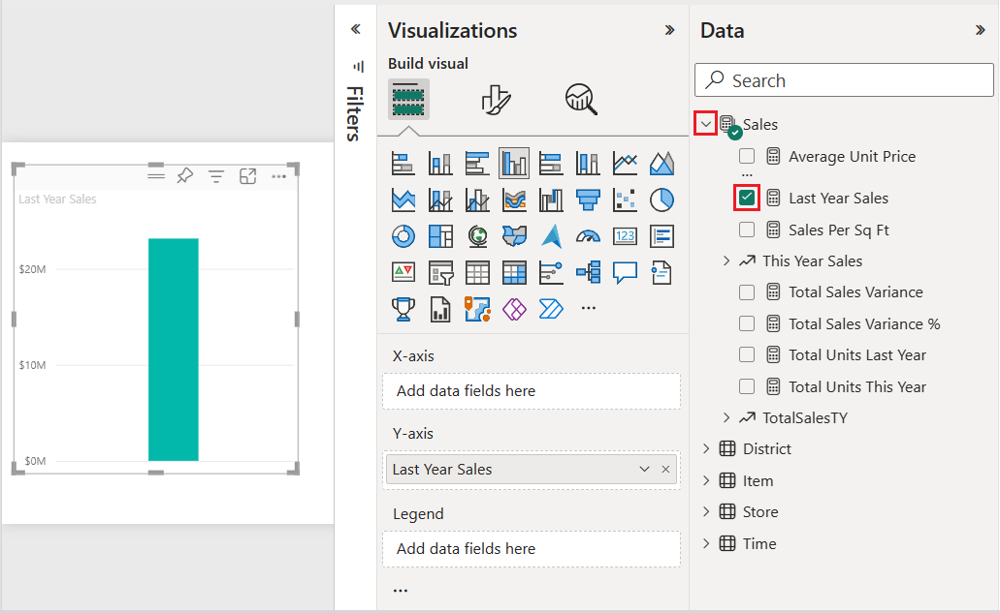 Last Year Sales
$20M
$10M
$0M
Filters
Visualizations
Build visual
123
X-axis
Add data fields here
Y-axis
Last Year Sales
Legend
Add data fields here
...
Data
Search
Sales
Average Unit Price
...
Last Year Sales
Sales Per Sq Ft
This Year Sales
Total Sales Variance
Total Sales Variance %
Total Units Last Year
Total Units This Year
TotalSalesTY
District
Item
Store
Time